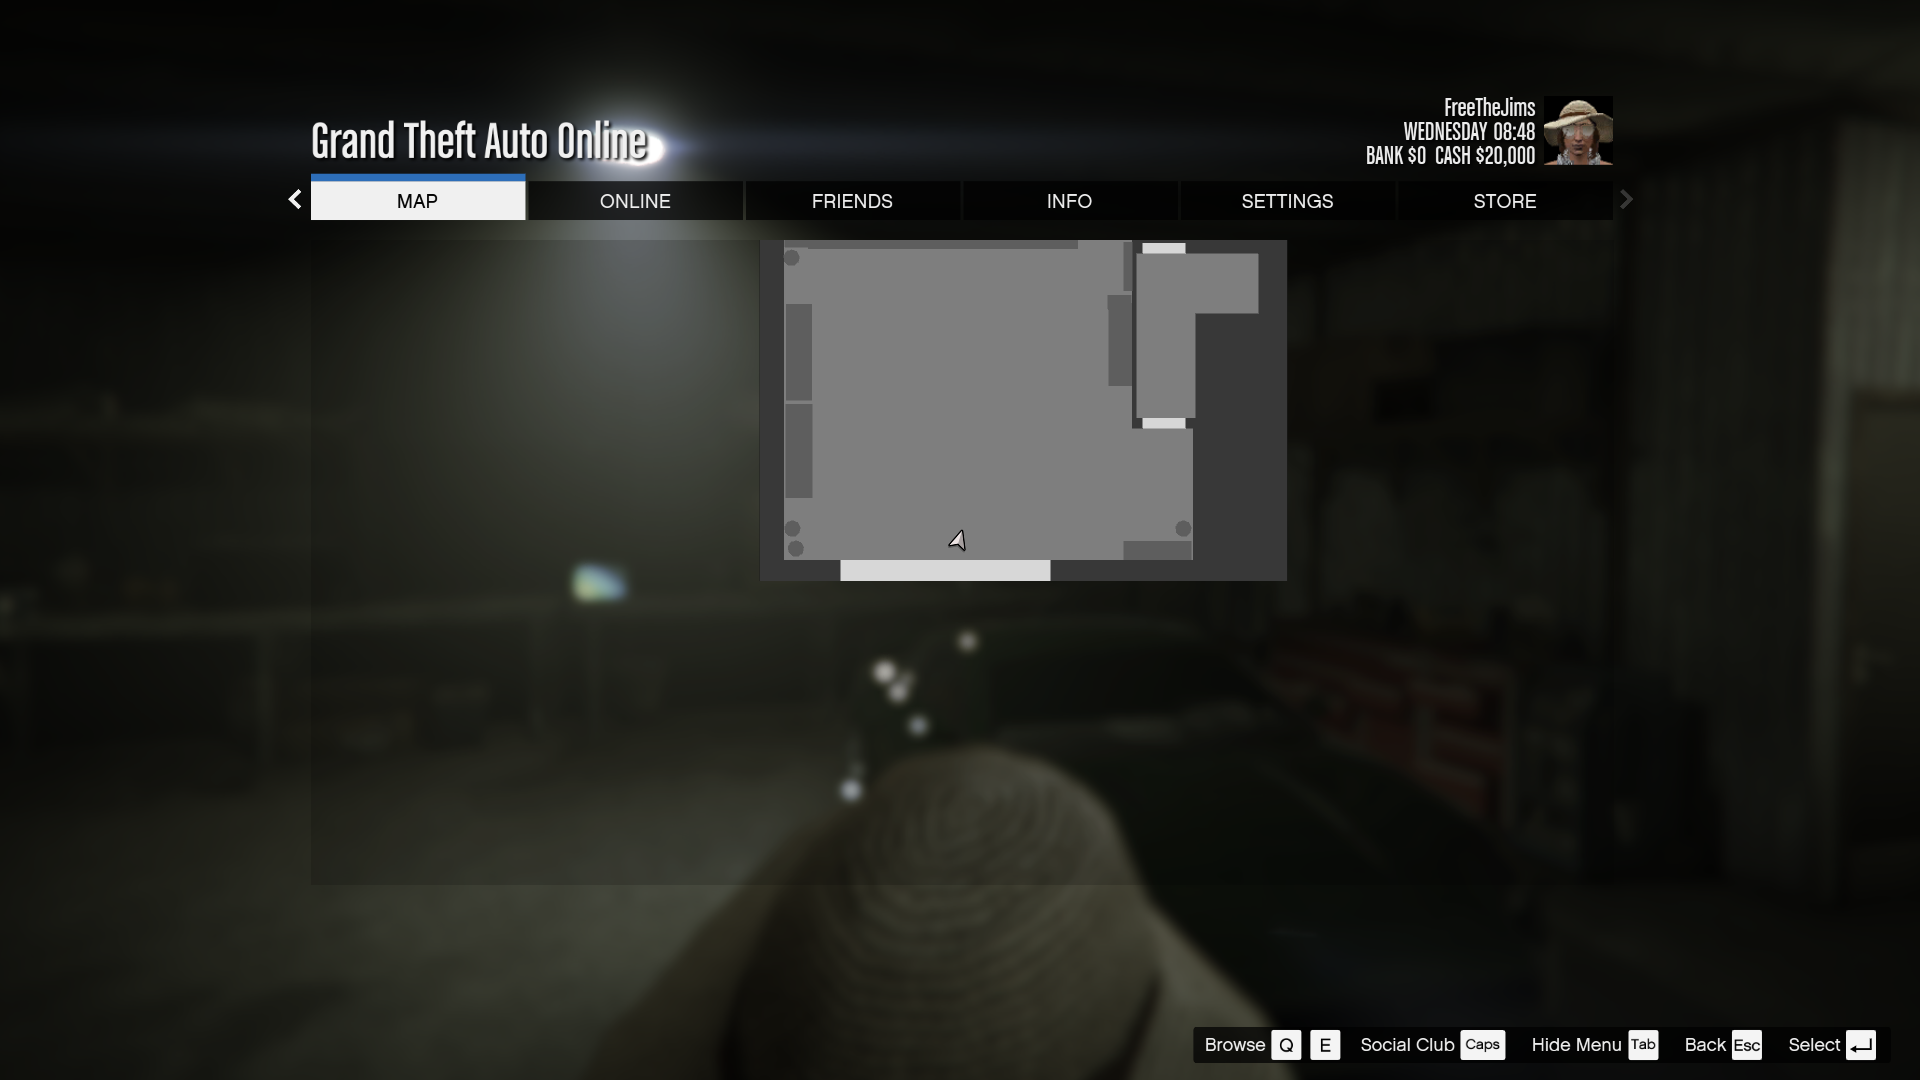 Grand Theft Auto Online
FreeTheJims
WEDNESDAY 08:48
BANK $0 CASH $20,000
MAP ONLINE FRIENDS INFO SETTINGS STORE
Browse Q E Social Club Caps Hide Menu Tab Back Esc Select